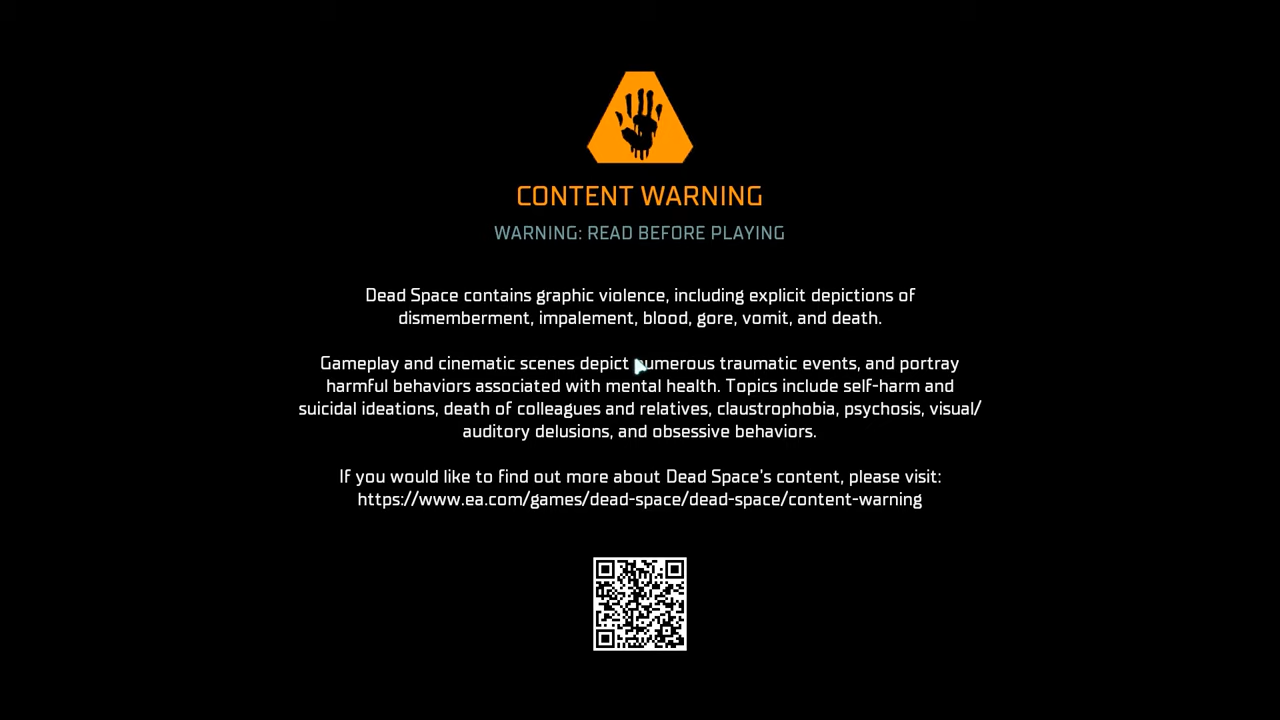 CONTENT WARNING
WARNING: READ BEFORE PLAYING
Dead Space contains graphic violence, including explicit depictions of
dismemberment, impalement, blood, gore, vomit, and death.
Gameplay and cinematic scenes depict numerous traumatic events, and portray
harmful behaviors associated with mental health. Topics include self-harm and
suicidal ideations, death of colleagues and relatives, claustrophobia, psychosis, visual/
auditory delusions, and obsessive behaviors.
If you would like to find out more about Dead Space's content, please visit:
https://www.ea.com/games/dead-space/dead-space/content-warning